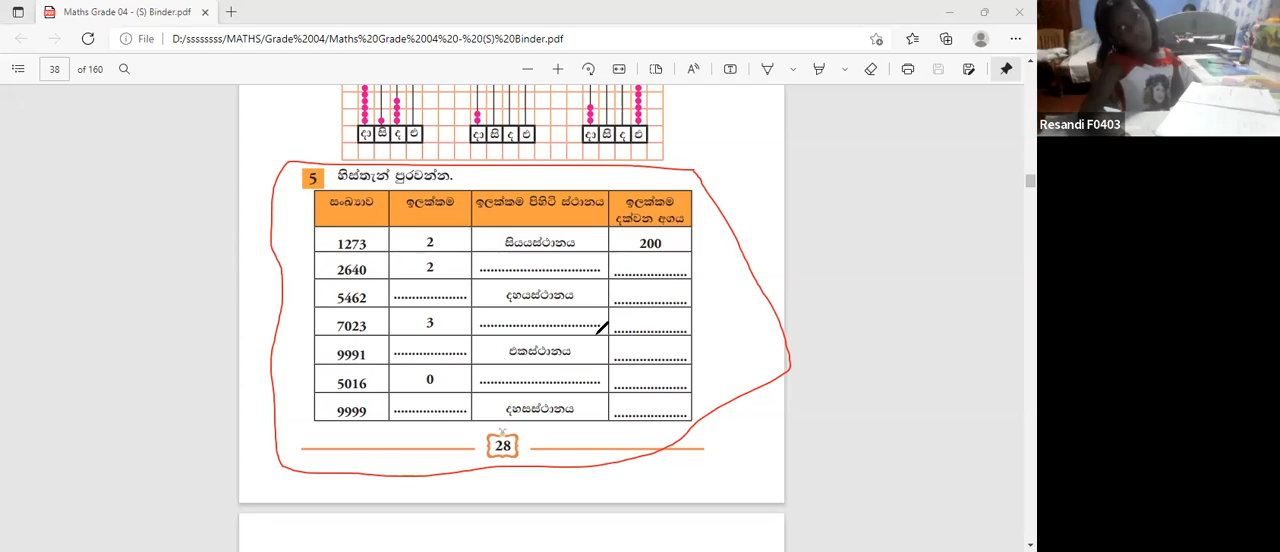 Maths Grade 04 - (S) Binder.pdf
File D:/sssssss/MATHS/Grade%2004/Maths%20Grade%2004%20-%20(S)%20Binder.pdf
38 of 160
Resandi F0403
දා සි ද එ දා සි ද එ දා සි ද එ
5 හිස්තැන් පුරවන්න.
සංඛ්‍යාව ඉලක්කම ඉලක්කම පිහිටි ස්ථානය ඉලක්කම
දක්වන අගය
1273 2 සියයස්ථානය 200
2640 2 ................................. ....................
5462 .................... දහයස්ථානය ....................
7023 3 ................................. ....................
9991 .................... එකස්ථානය ....................
5016 0 ................................. ....................
9999 .................... දහසස්ථානය ....................
28